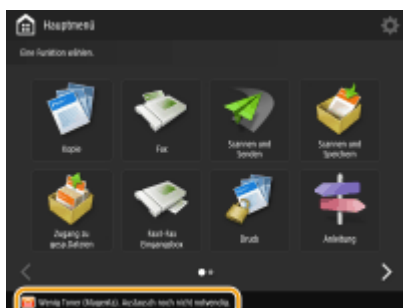 Hauptmenü
Eine Funktion wählen.
Kopie
Fax
Scannen und
Senden
Scannen und
Speichern
Zugang zu
gesp.Dateien
Fax/I-Fax
Eingangsbox
Druck
Anleitung
Wenig Toner (Magenta). Austausch noch nicht notwendig.